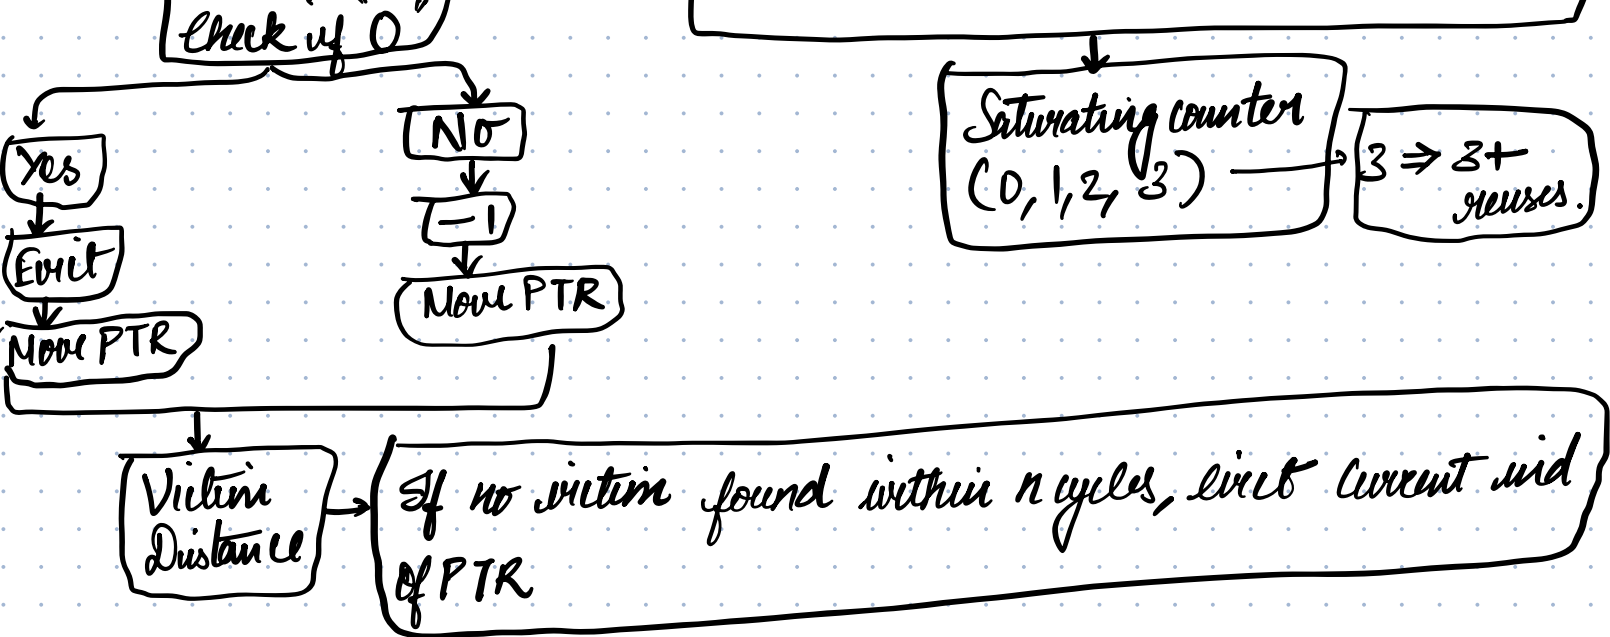 Check if 0
Yes
Evict
Move PTR
No
-1
Move PTR
Saturating counter
(0, 1, 2, 3)
3 ⇒ 3+
reuses.
Victim
Distance
If no victim found within n cycles, evict current ind
of PTR